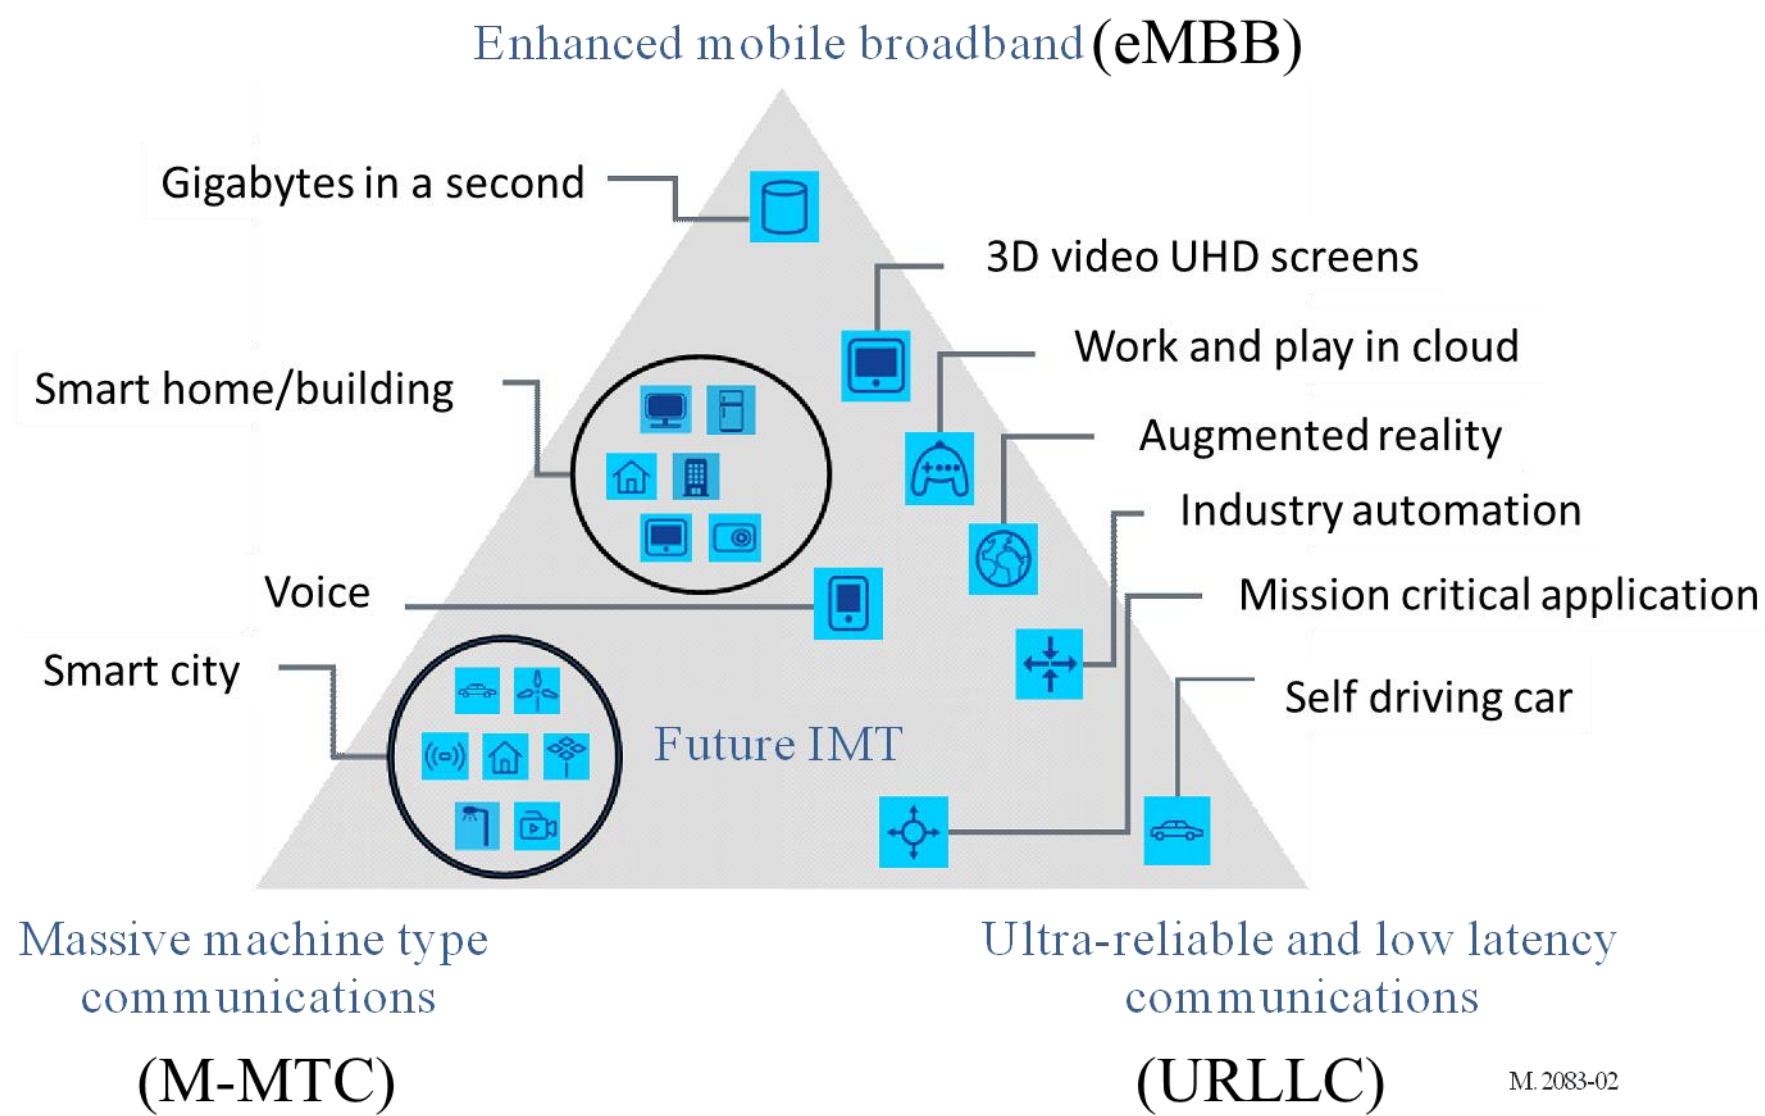 Enhanced mobile broadband (eMBB)
Gigabytes in a second
3D video UHD screens
Work and play in cloud
Smart home/building
Augmented reality
Industry automation
Voice
Mission critical application
Smart city
Self driving car
Future IMT
Massive machine type
communications
(M-MTC)
Ultra-reliable and low latency
communications
(URLLC)
M.2083-02